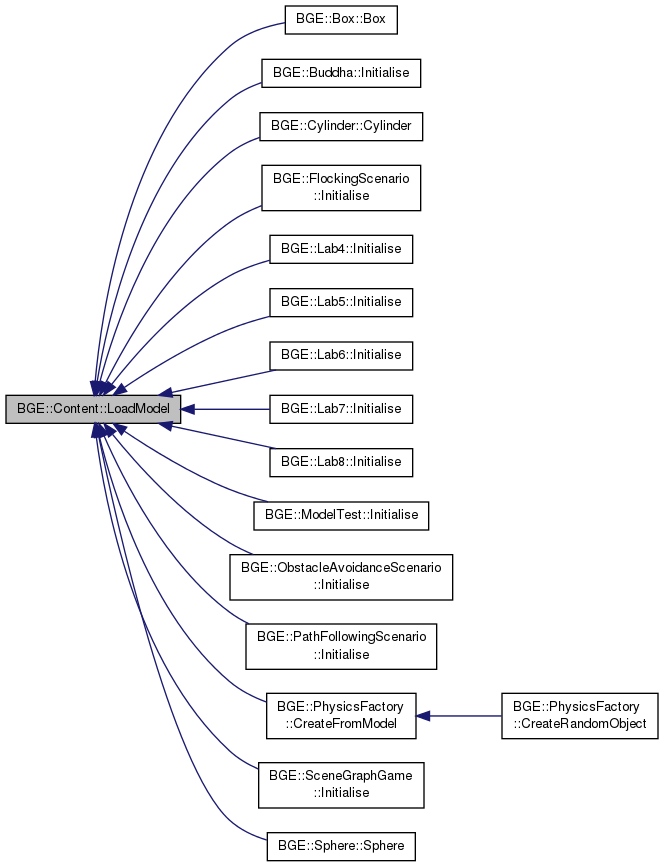 BGE::Box::Box
BGE::Buddha::Initialise
BGE::Cylinder::Cylinder
BGE::FlockingScenario
::Initialise
BGE::Lab4::Initialise
BGE::Lab5::Initialise
BGE::Lab6::Initialise
BGE::Content::LoadModel
BGE::Lab7::Initialise
BGE::Lab8::Initialise
BGE::ModelTest::Initialise
BGE::ObstacleAvoidanceScenario
::Initialise
BGE::PathFollowingScenario
::Initialise
BGE::PhysicsFactory
::CreateFromModel
BGE::PhysicsFactory
::CreateRandomObject
BGE::SceneGraphGame
::Initialise
BGE::Sphere::Sphere